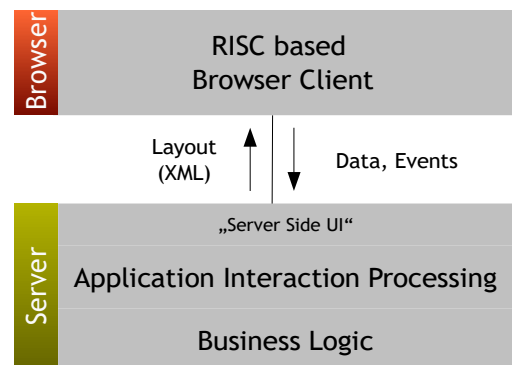 Browser
RISC based
Browser Client
Layout
(XML)
Data, Events
Server
„Server Side UI“
Application Interaction Processing
Business Logic